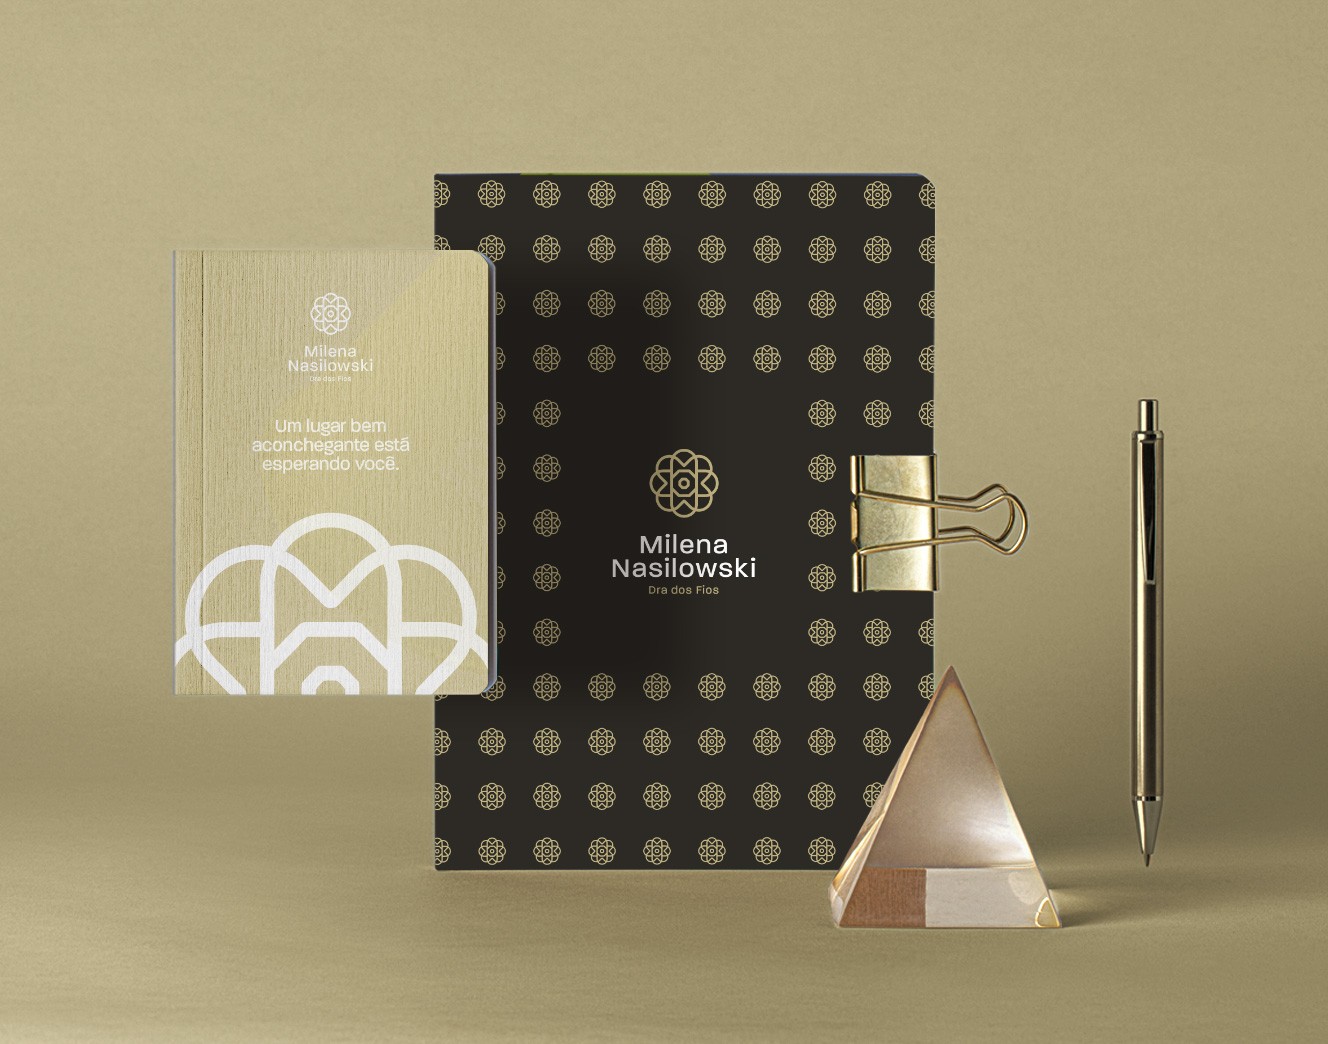 Milena
Nasilowski
Dra dos Fios
Um lugar bem
aconchegante está
esperando você.
Milena
Nasilowski
Dra dos Fios